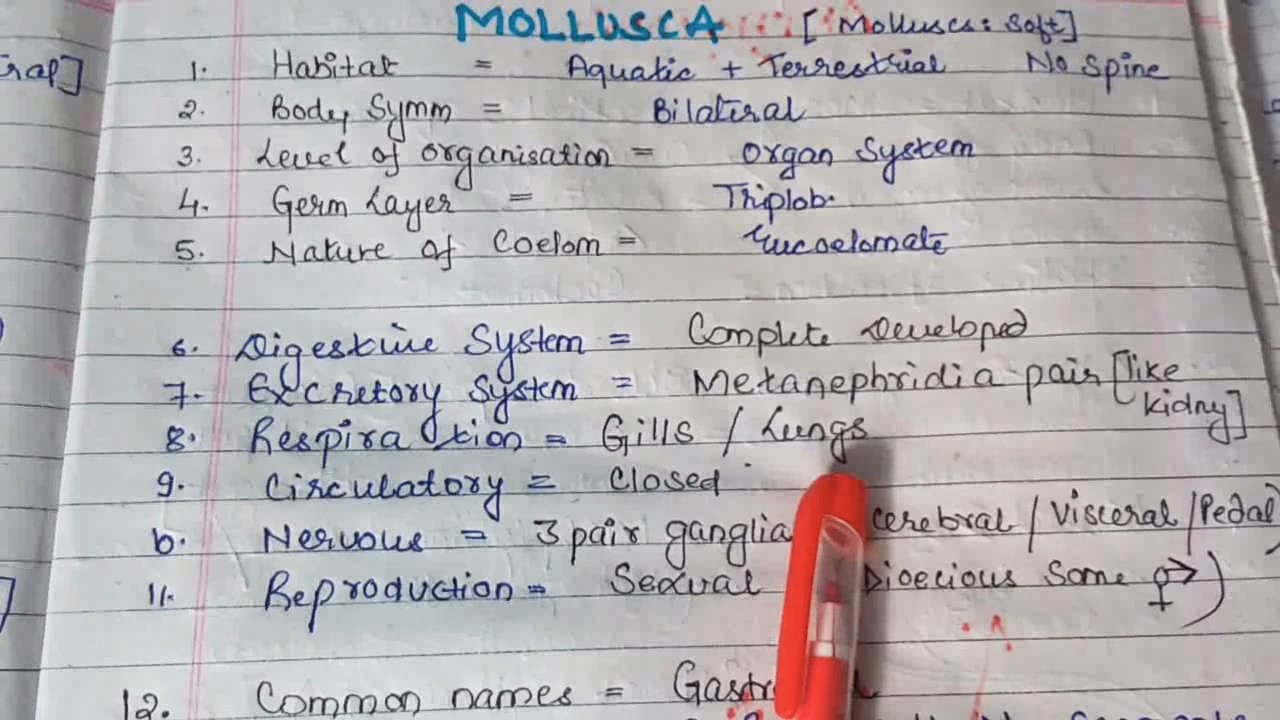 MOLLUSCA [Molluscs: Soft]
1. Habitat = Aquatic + Terrestrial No Spine
2. Body Symm = Bilateral
3. Level of organisation = Organ System
4. Germ Layer = Triplob.
5. Nature of Coelom = Eucoelomate
6. Digestive System = Complete Developed
7. Excretory System = Metanephridia pair [like kidny]
8. Respiration = Gills / Lungs
9. Circulatory = Closed
10. Nervous = 3 pair ganglia cerebral / Visceral / Pedal)
11. Reproduction = Sexual Dioecious Some ⚥)
12. Common names =